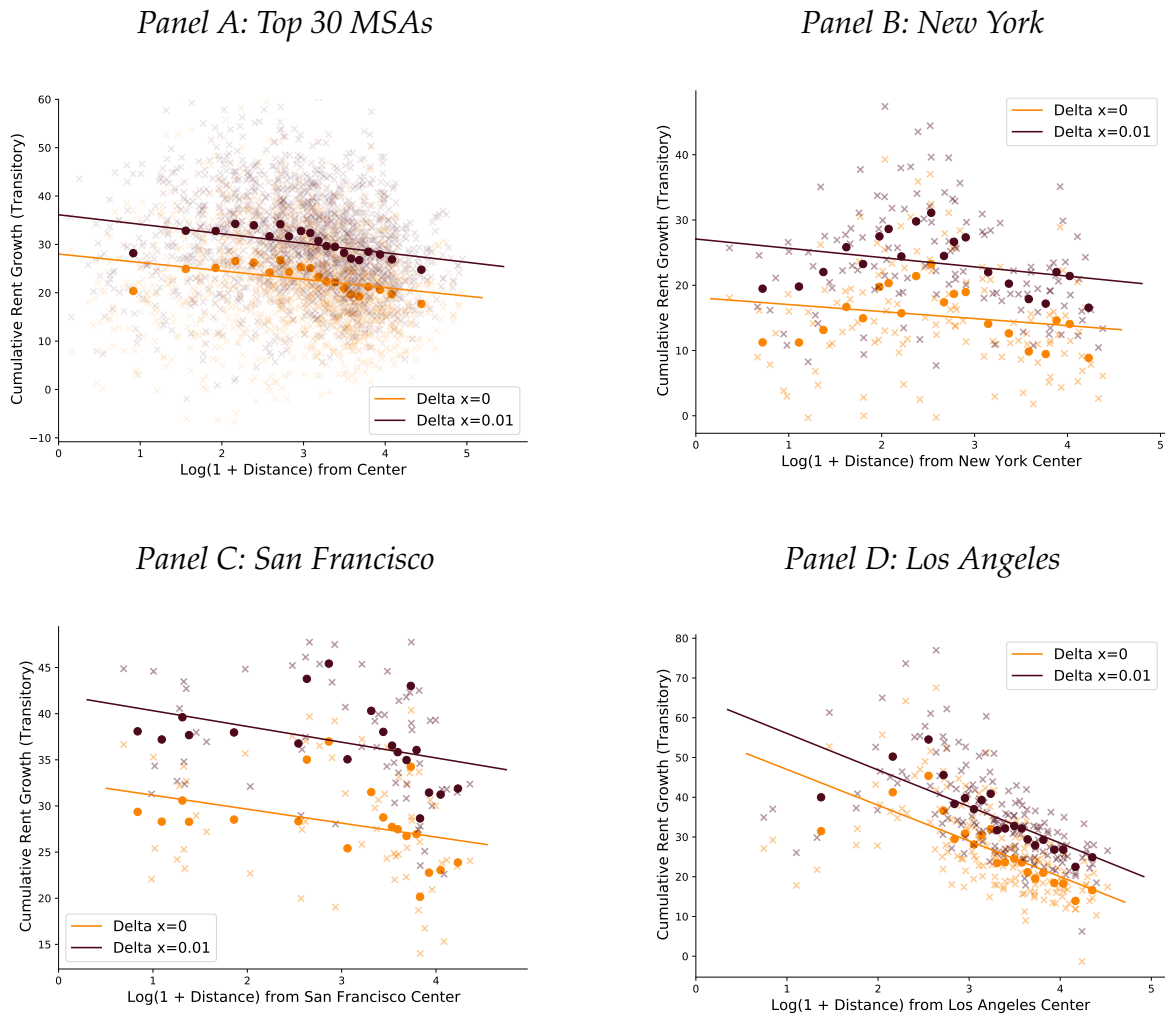 Panel A: Top 30 MSAs
60
50
40
30
20
10
0
−10
Cumulative Rent Growth (Transitory)
Delta x=0
Delta x=0.01
0 1 2 3 4 5
Log(1 + Distance) from Center
Panel B: New York
40
30
20
10
0
Cumulative Rent Growth (Transitory)
Delta x=0
Delta x=0.01
0 1 2 3 4 5
Log(1 + Distance) from New York Center
Panel C: San Francisco
45
40
35
30
25
20
15
Cumulative Rent Growth (Transitory)
Delta x=0
Delta x=0.01
0 1 2 3 4
Log(1 + Distance) from San Francisco Center
Panel D: Los Angeles
80
70
60
50
40
30
20
10
0
Cumulative Rent Growth (Transitory)
Delta x=0
Delta x=0.01
0 1 2 3 4 5
Log(1 + Distance) from Los Angeles Center